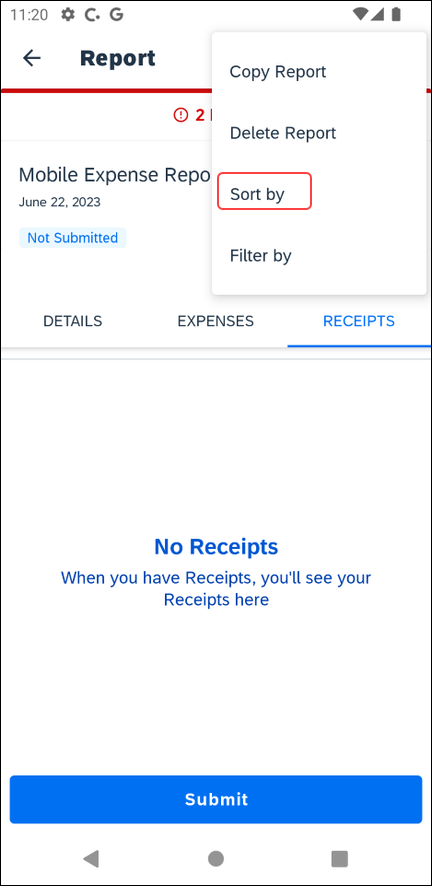 11:20
Report
Copy Report
2
Delete Report
Mobile Expense Repo
June 22, 2023
Sort by
Not Submitted
Filter by
DETAILS EXPENSES RECEIPTS
No Receipts
When you have Receipts, you'll see your
Receipts here
Submit